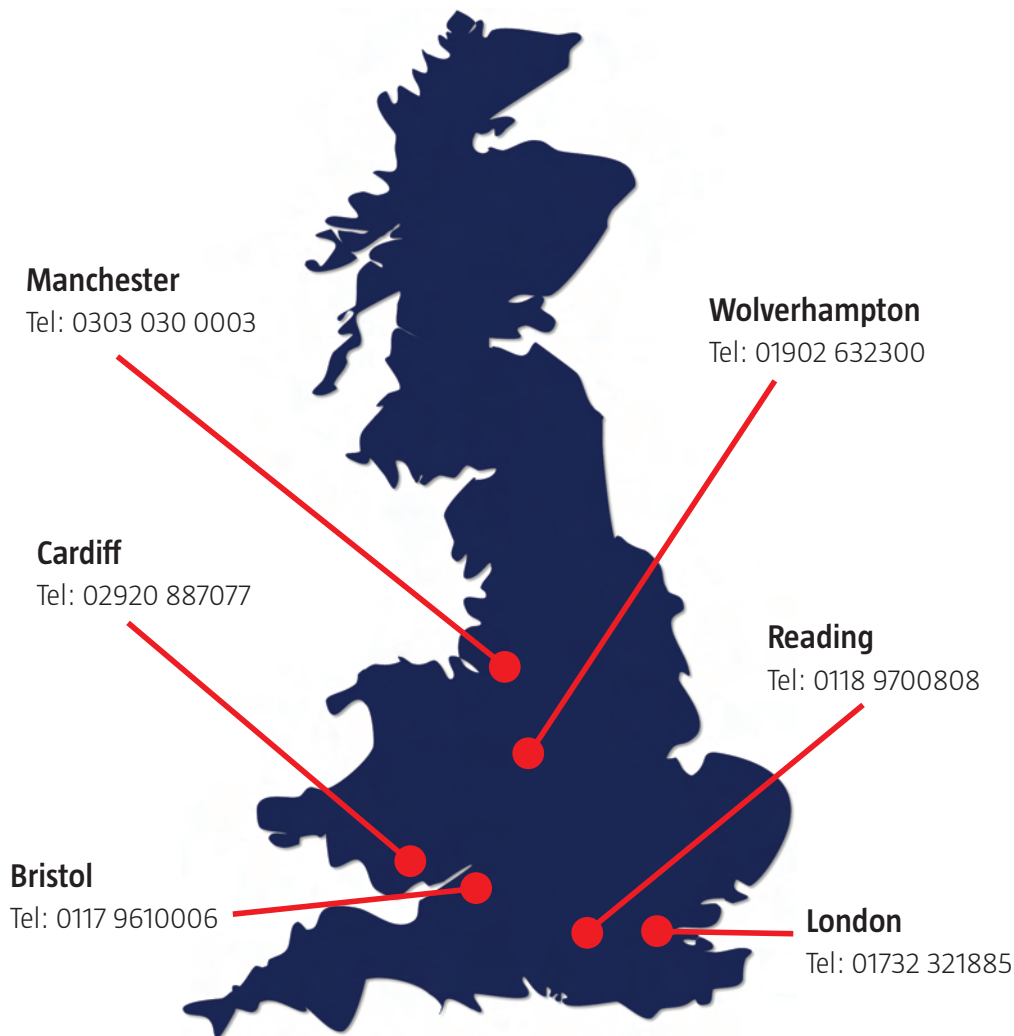 Manchester
Tel: 0303 030 0003
Wolverhampton
Tel: 01902 632300
Cardiff
Tel: 02920 887077
Reading
Tel: 0118 9700808
Bristol
Tel: 0117 9610006
London
Tel: 01732 321885